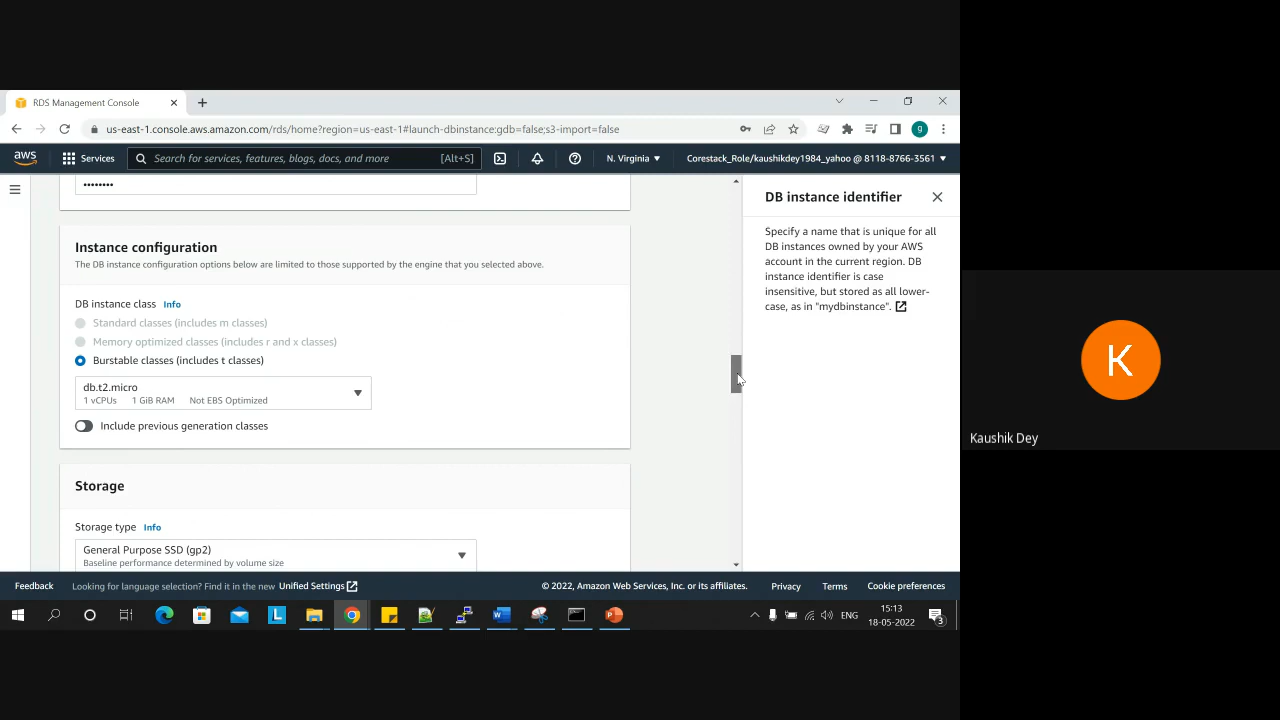 RDS Management Console
us-east-1.console.aws.amazon.com/rds/home?region=us-east-1#launch-dbinstance:gdb=false;s3-import=false
g
aws
Services
Search for services, features, blogs, docs, and more
[Alt+S]
N. Virginia
Corestack_Role/kaushikdey1984_yahoo @ 8118-8766-3561
••••••••
Instance configuration
The DB instance configuration options below are limited to those supported by the engine that you selected above.
DB instance class Info
Standard classes (includes m classes)
Memory optimized classes (includes r and x classes)
Burstable classes (includes t classes)
db.t2.micro
1 vCPUs 1 GiB RAM Not EBS Optimized
Include previous generation classes
Storage
Storage type Info
General Purpose SSD (gp2)
Baseline performance determined by volume size
DB instance identifier
Specify a name that is unique for all
DB instances owned by your AWS
account in the current region. DB
instance identifier is case
insensitive, but stored as all lower-
case, as in "mydbinstance".
Feedback
Looking for language selection? Find it in the new Unified Settings
© 2022, Amazon Web Services, Inc. or its affiliates.
Privacy
Terms
Cookie preferences
L
W
P
ENG
15:13
18-05-2022
3
K
Kaushik Dey